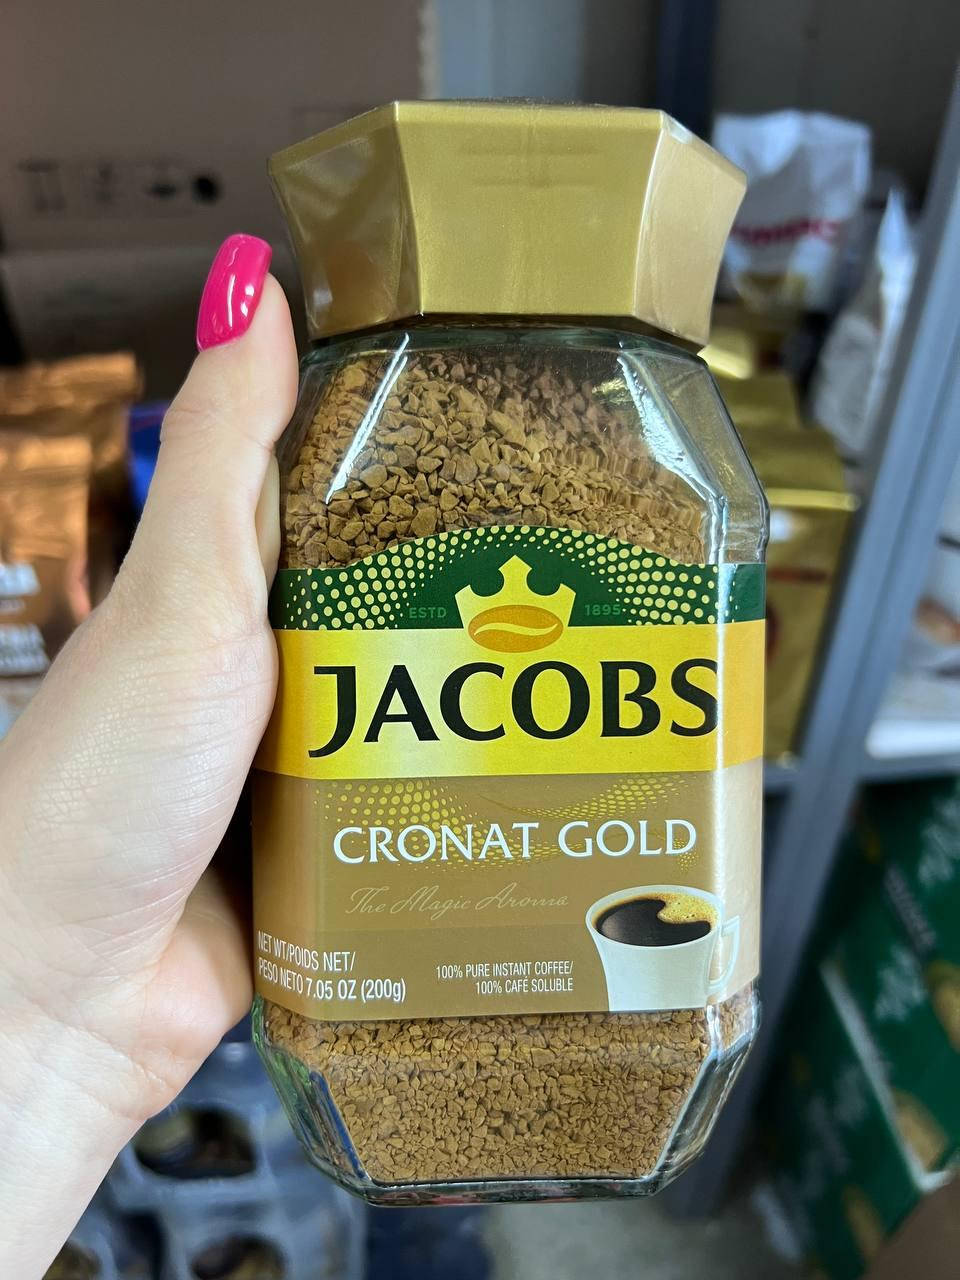 ESTD 1895
JACOBS
CRONAT GOLD
The Magic Aroma
NET WT/POIDS NET/
PESO NETO 7.05 OZ (200g)
100% PURE INSTANT COFFEE/
100% CAFÉ SOLUBLE